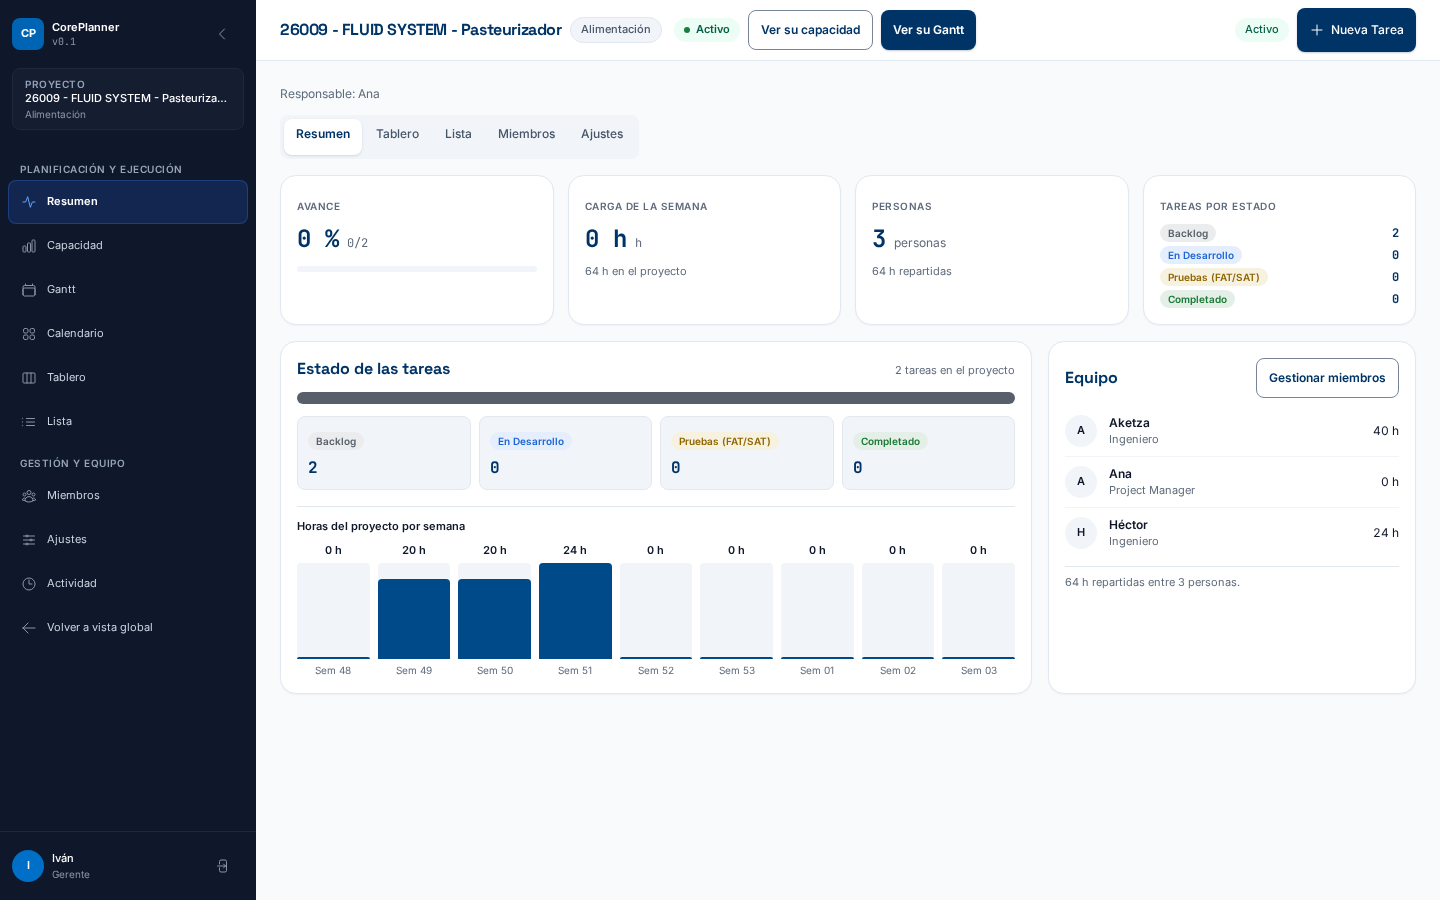 CP
CorePlanner
v0.1
PROYECTO
26009 - FLUID SYSTEM - Pasteuriza...
Alimentación
PLANIFICACIÓN Y EJECUCIÓN
Resumen
Capacidad
Gantt
Calendario
Tablero
Lista
GESTIÓN Y EQUIPO
Miembros
Ajustes
Actividad
Volver a vista global
I
Iván
Gerente
26009 - FLUID SYSTEM - Pasteurizador
Alimentación
Activo
Ver su capacidad
Ver su Gantt
Activo
Nueva Tarea
Responsable: Ana
Resumen
Tablero
Lista
Miembros
Ajustes
AVANCE
0 % 0/2
CARGA DE LA SEMANA
0 h h
64 h en el proyecto
PERSONAS
3 personas
64 h repartidas
TAREAS POR ESTADO
Backlog 2
En Desarrollo 0
Pruebas (FAT/SAT) 0
Completado 0
Estado de las tareas
2 tareas en el proyecto
Backlog
2
En Desarrollo
0
Pruebas (FAT/SAT)
0
Completado
0
Horas del proyecto por semana
0 h 20 h 20 h 24 h 0 h 0 h 0 h 0 h 0 h
Sem 48 Sem 49 Sem 50 Sem 51 Sem 52 Sem 53 Sem 01 Sem 02 Sem 03
Equipo
Gestionar miembros
A
Aketza
Ingeniero
40 h
A
Ana
Project Manager
0 h
H
Héctor
Ingeniero
24 h
64 h repartidas entre 3 personas.